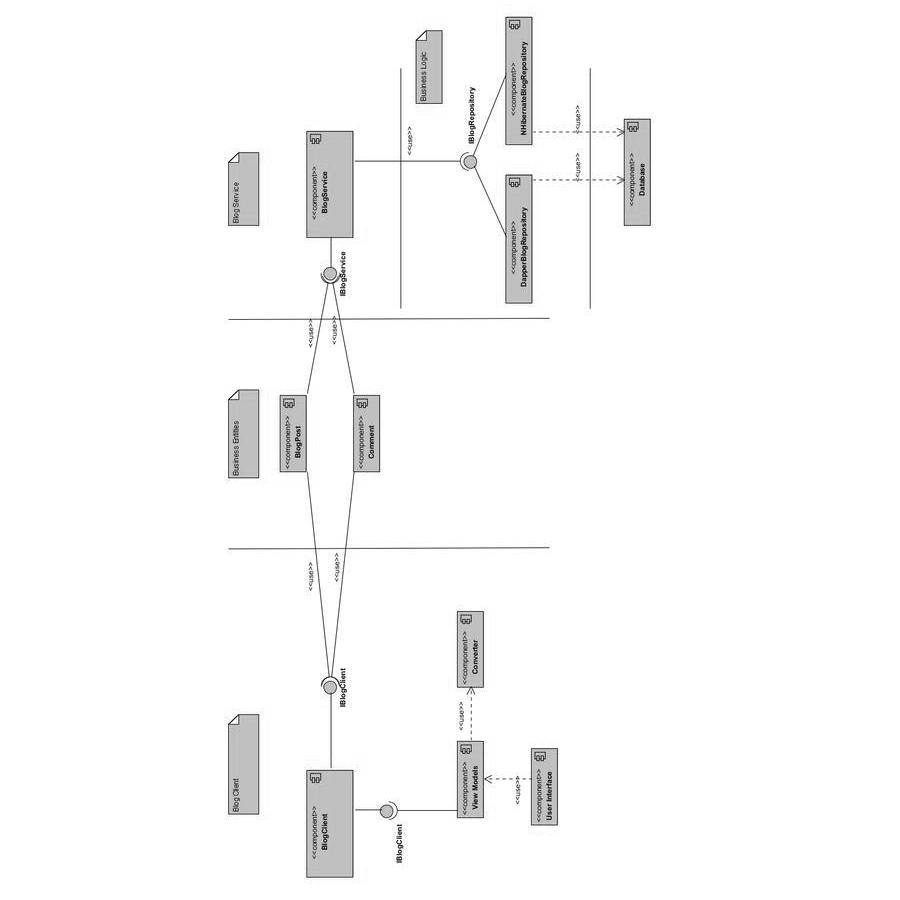 Blog Client
Business Entities
Blog Service
Business Logic
<<component>>
BlogClient
IBlogClient
<<use>>
<<use>>
<<component>>
BlogPost
<<component>>
Comment
<<use>>
<<use>>
IBlogService
<<component>>
BlogService
<<use>>
IBlogRepository
<<component>>
DapperBlogRepository
<<component>>
NHibernateBlogRepository
<<use>>
<<use>>
<<component>>
Database
IBlogClient
<<component>>
View Models
<<use>>
<<component>>
Converter
<<use>>
<<component>>
User Interface